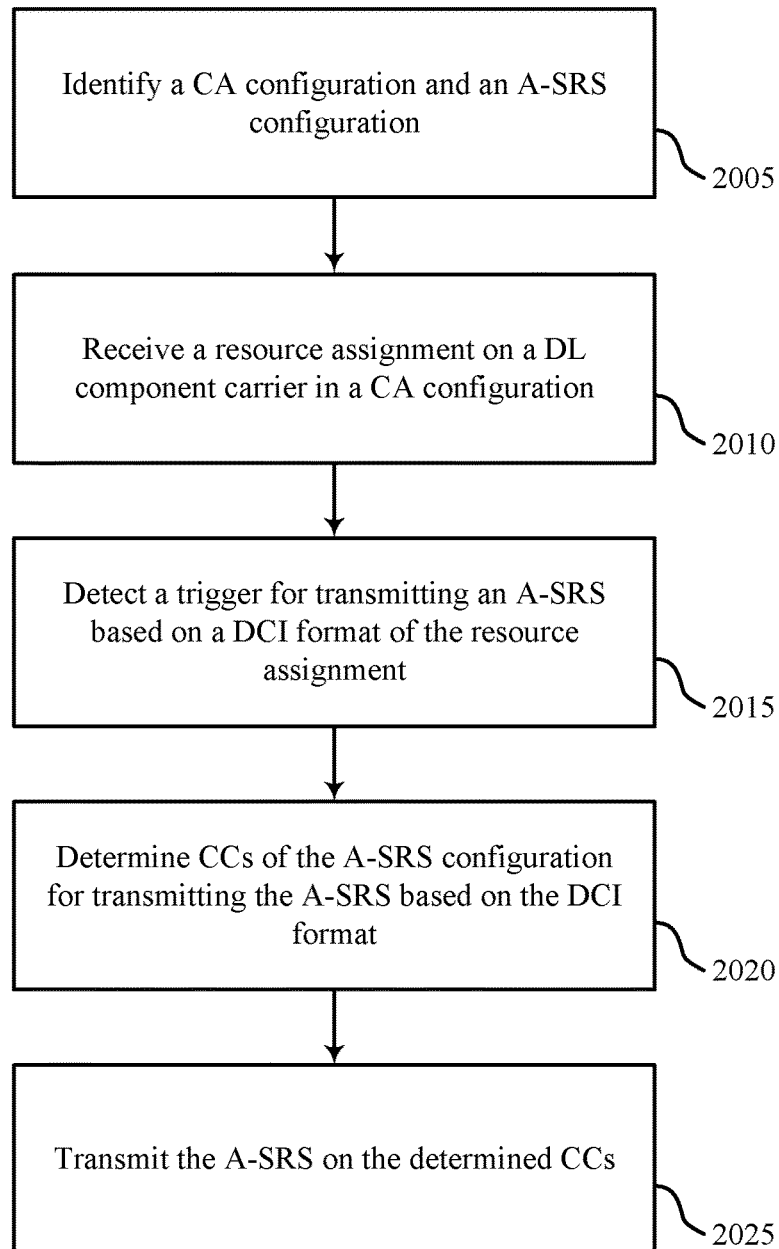 Identify a CA configuration and an A-SRS
configuration
2005
Receive a resource assignment on a DL
component carrier in a CA configuration
2010
Detect a trigger for transmitting an A-SRS
based on a DCI format of the resource
assignment
2015
Determine CCs of the A-SRS configuration
for transmitting the A-SRS based on the DCI
format
2020
Transmit the A-SRS on the determined CCs
2025